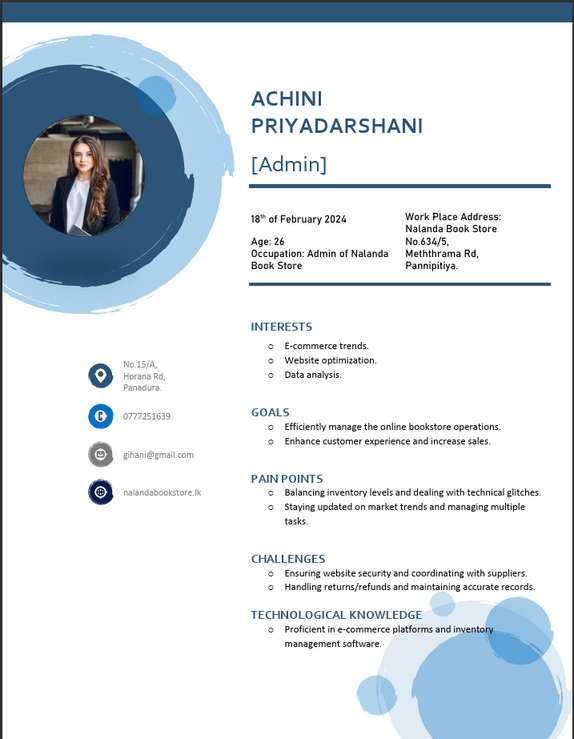 ACHINI
PRIYADARSHANI
[Admin]
18th of February 2024
Age: 26
Occupation: Admin of Nalanda
Book Store
Work Place Address:
Nalanda Book Store
No.634/5,
Meththrama Rd,
Pannipitiya.
No.15/A,
Horana Rd,
Panadura.
0777251639
gihani@gmail.com
nalandabookstore.lk
INTERESTS
o E-commerce trends.
o Website optimization.
o Data analysis.
GOALS
o Efficiently manage the online bookstore operations.
o Enhance customer experience and increase sales.
PAIN POINTS
o Balancing inventory levels and dealing with technical glitches.
o Staying updated on market trends and managing multiple
tasks.
CHALLENGES
o Ensuring website security and coordinating with suppliers.
o Handling returns/refunds and maintaining accurate records.
TECHNOLOGICAL KNOWLEDGE
o Proficient in e-commerce platforms and inventory
management software.